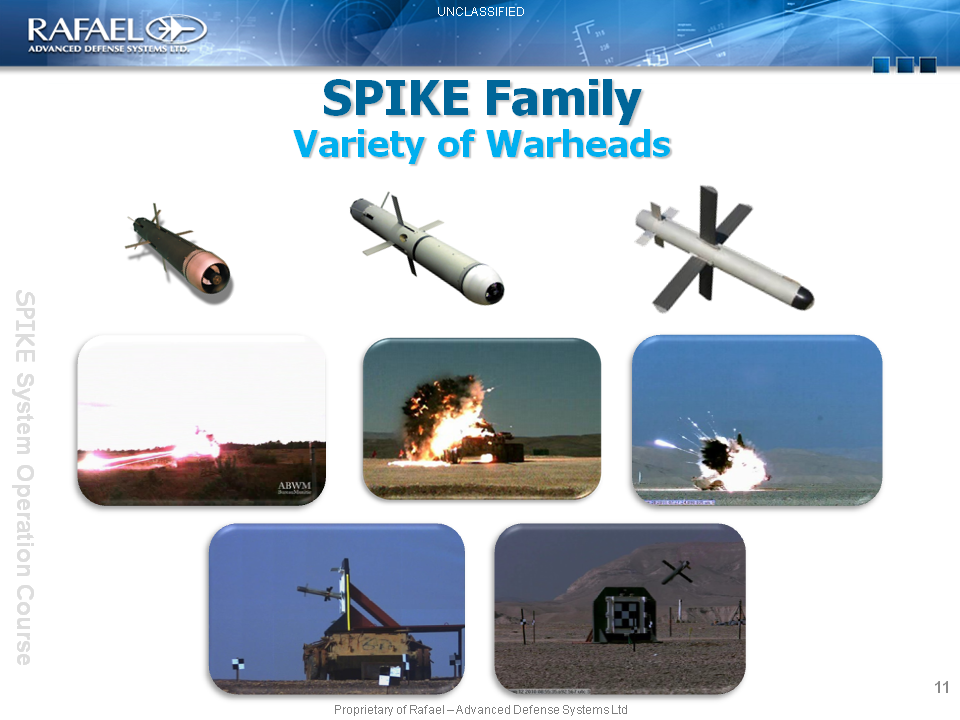 UNCLASSIFIED
RAFAEL
ADVANCED DEFENSE SYSTEMS LTD.
SPIKE Family
Variety of Warheads
SPIKE System Operation Course
ABWM
11
Proprietary of Rafael – Advanced Defense Systems Ltd